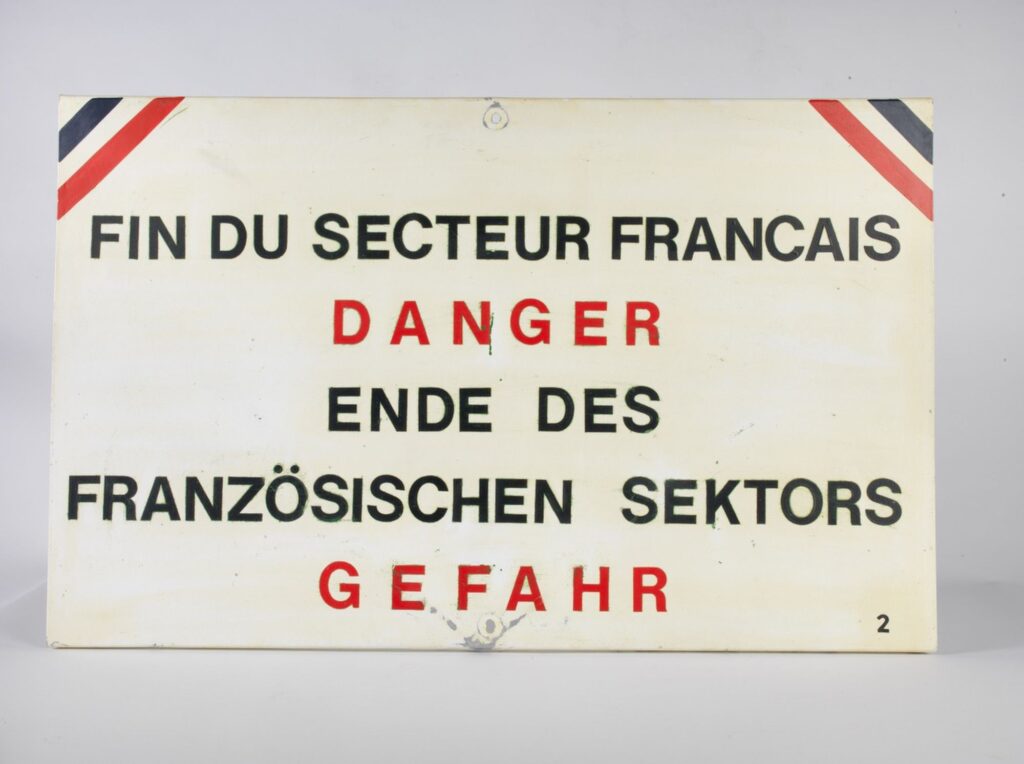 FIN DU SECTEUR FRANCAIS
DANGER
ENDE DES
FRANZÖSISCHEN SEKTORS
GEFAHR
2